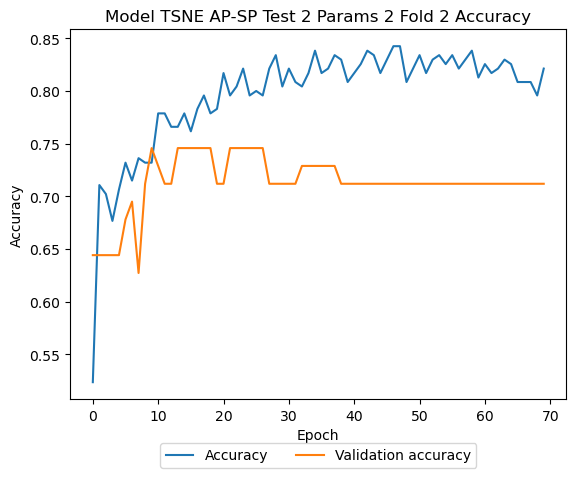 Model TSNE AP-SP Test 2 Params 2 Fold 2 Accuracy
0.85
0.80
0.75
0.70
0.65
0.60
0.55
Accuracy
0 10 20 30 40 50 60 70
Epoch
Accuracy Validation accuracy